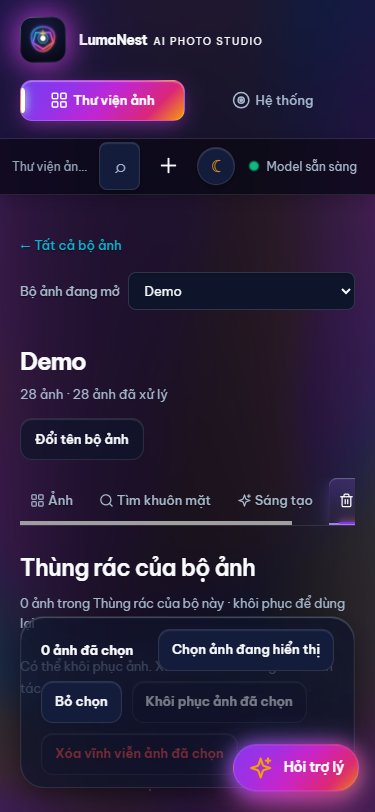 LumaNest AI PHOTO STUDIO
Thư viện ảnh
Hệ thống
Thư viện ản...
Model sẵn sàng
← Tất cả bộ ảnh
Bộ ảnh đang mở
Demo
Demo
28 ảnh · 28 ảnh đã xử lý
Đổi tên bộ ảnh
Ảnh
Tìm khuôn mặt
Sáng tạo
Thùng rác của bộ ảnh
0 ảnh trong Thùng rác của bộ này · khôi phục để dùng
lại
0 ảnh đã chọn
Chọn ảnh đang hiển thị
Có thể khôi phục ảnh. X
tác
Bỏ chọn
Khôi phục ảnh đã chọn
Xóa vĩnh viễn ảnh đã chọn
Hỏi trợ lý